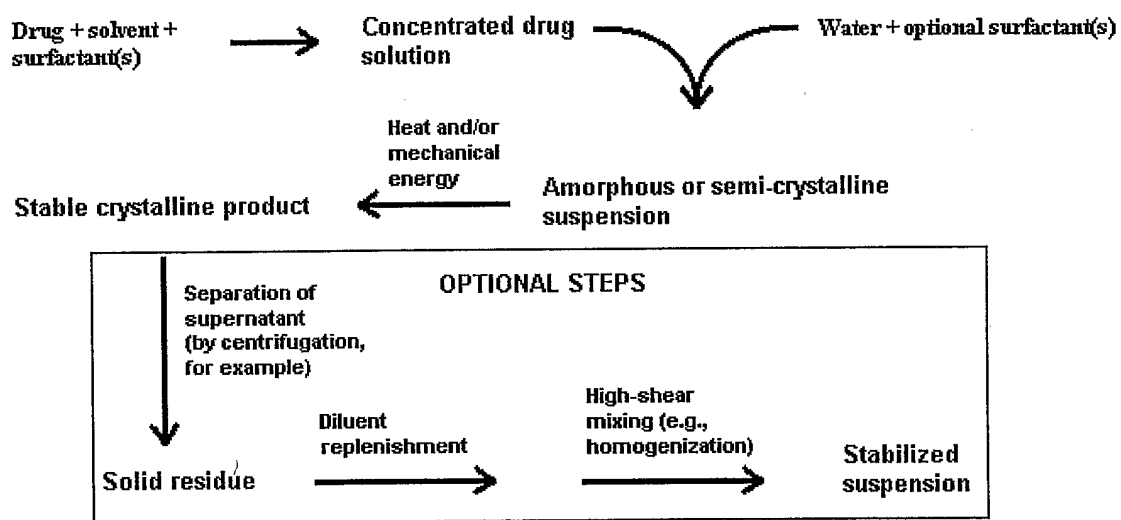 Drug + solvent +
surfactant(s)
Concentrated drug
solution
Water + optional surfactant(s)
Heat and/or
mechanical
energy
Stable crystalline product
Amorphous or semi-crystalline
suspension
OPTIONAL STEPS
Separation of
supernatant
(by centrifugation,
for example)
Solid residue
Diluent
replenishment
High-shear
mixing (e.g.,
homogenization)
Stabilized
suspension